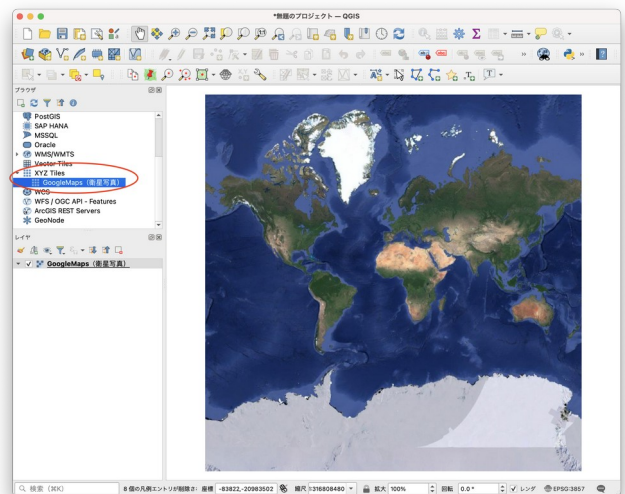 *無題のプロジェクト — QGIS
ブラウザ
PostGIS
SAP HANA
MSSQL
Oracle
WMS/WMTS
Vector Tiles
XYZ Tiles
GoogleMaps（衛星写真）
WCS
WFS / OGC API - Features
ArcGIS REST Servers
GeoNode
レイヤ
GoogleMaps（衛星写真）
検索（⌘K） 8 個の凡例エントリが削除さ: 座標 -83822,-20983502 縮尺 1:316808480 拡大 100% 回転 0.0 ° レンダ EPSG:3857